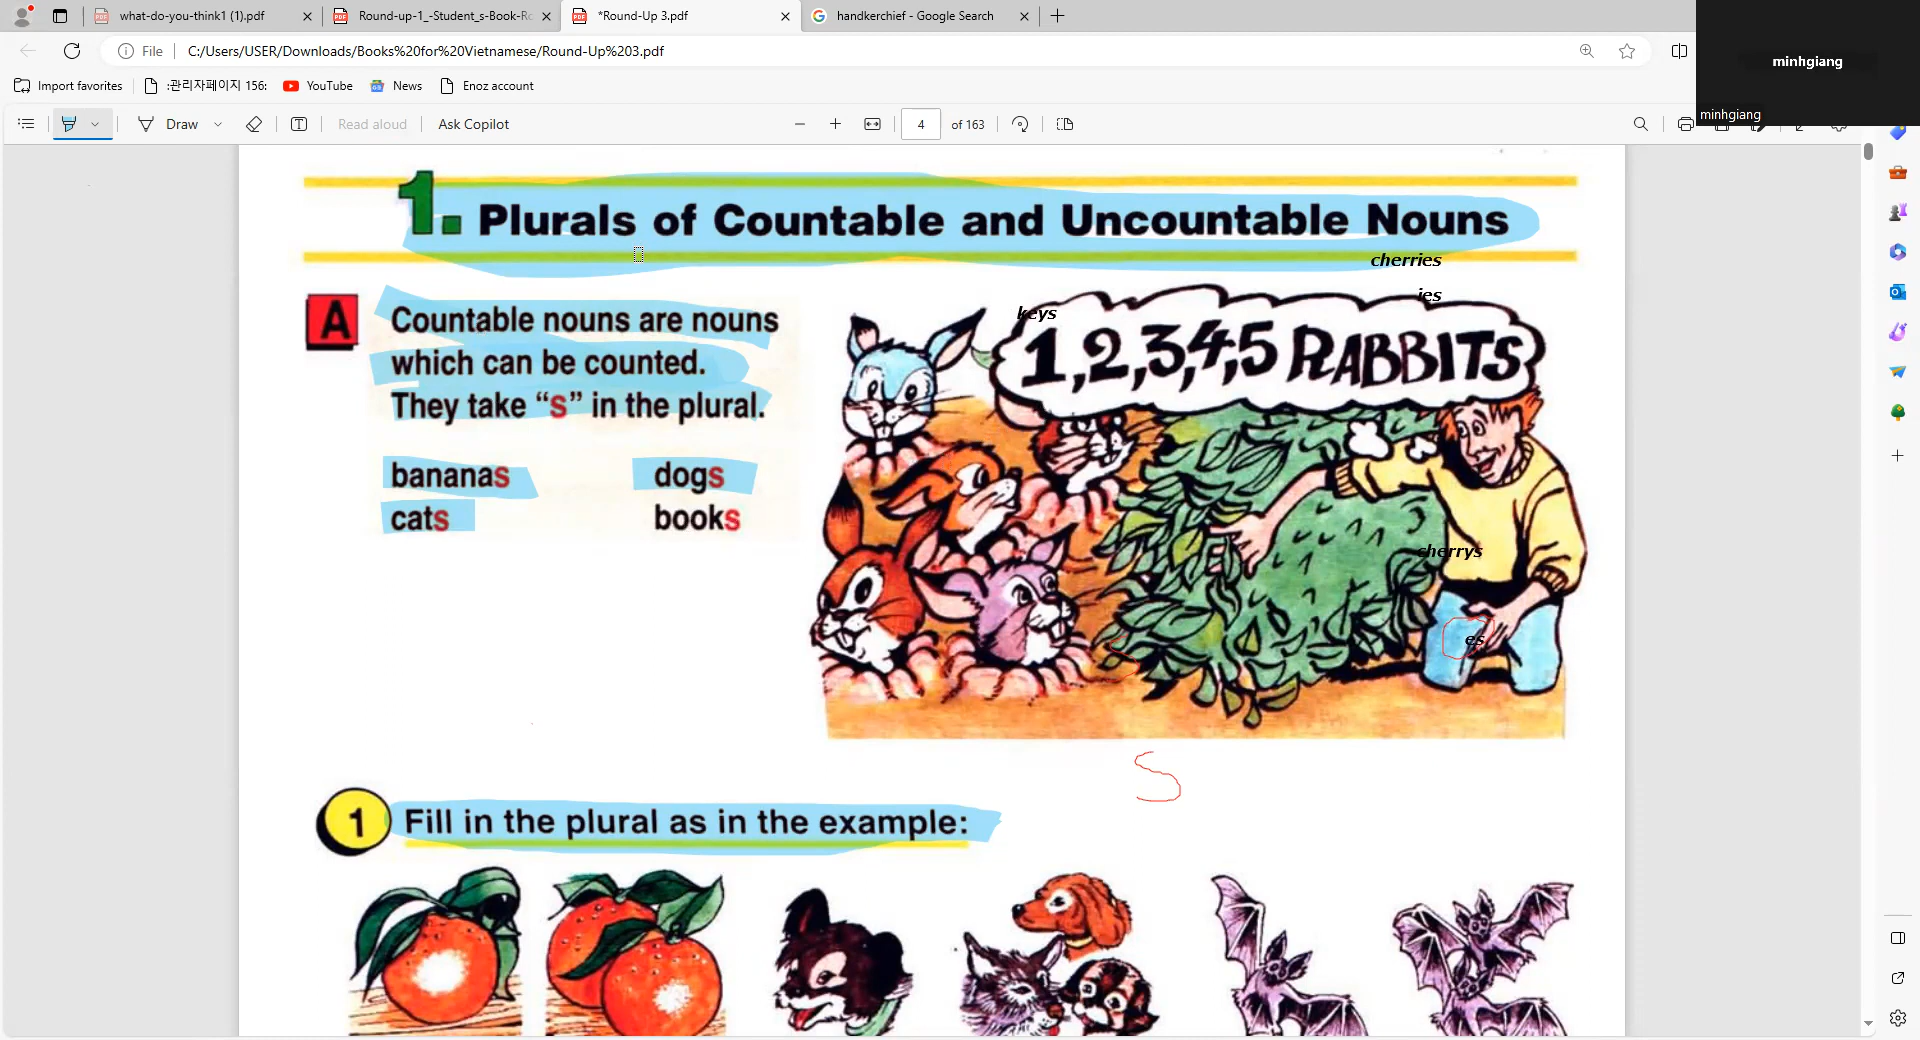 what-do-you-think1 (1).pdf
Round-up-1_-Student_s-Book-Ro
*Round-Up 3.pdf
handkerchief - Google Search
File
C:/Users/USER/Downloads/Books%20for%20Vietnamese/Round-Up%203.pdf
Import favorites
:관리자페이지 156:
YouTube
News
Enoz account
Draw
Read aloud
Ask Copilot
4 of 163
minhgiang
minhgiang
1. Plurals of Countable and Uncountable Nouns
cherries
ies
keys
A
Countable nouns are nouns
which can be counted.
They take “s” in the plural.
bananas dogs
cats books
1,2,3,4,5 RABBITS
cherrys
es
S
1 Fill in the plural as in the example: